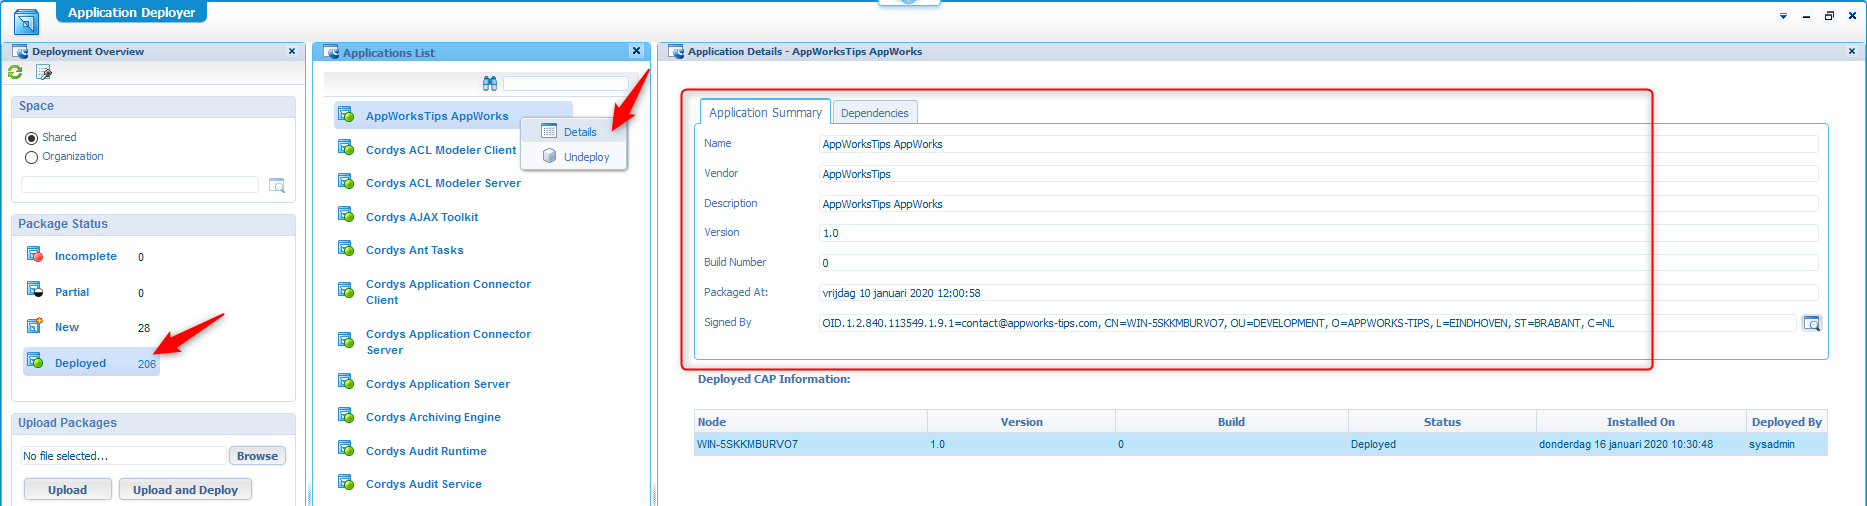 Application Deployer
Deployment Overview
Space
Shared
Organization
Package Status
Incomplete 0
Partial 0
New 28
Deployed 206
Upload Packages
No file selected... Browse
Upload Upload and Deploy
Applications List
AppWorksTips AppWorks
Details
Undeploy
Cordys ACL Modeler Client
Cordys ACL Modeler Server
Cordys AJAX Toolkit
Cordys Ant Tasks
Cordys Application Connector
Client
Cordys Application Connector
Server
Cordys Application Server
Cordys Archiving Engine
Cordys Audit Runtime
Cordys Audit Service
Application Details - AppWorksTips AppWorks
Application Summary Dependencies
Name AppWorksTips AppWorks
Vendor AppWorksTips
Description AppWorksTips AppWorks
Version 1.0
Build Number 0
Packaged At: vrijdag 10 januari 2020 12:00:58
Signed By OID.1.2.840.113549.1.9.1=contact@appworks-tips.com, CN=WIN-5SKKMBURVO7, OU=DEVELOPMENT, O=APPWORKS-TIPS, L=EINDHOVEN, ST=BRABANT, C=NL
Deployed CAP Information:
Node Version Build Status Installed On Deployed By
WIN-5SKKMBURVO7 1.0 0 Deployed donderdag 16 januari 2020 10:30:48 sysadmin